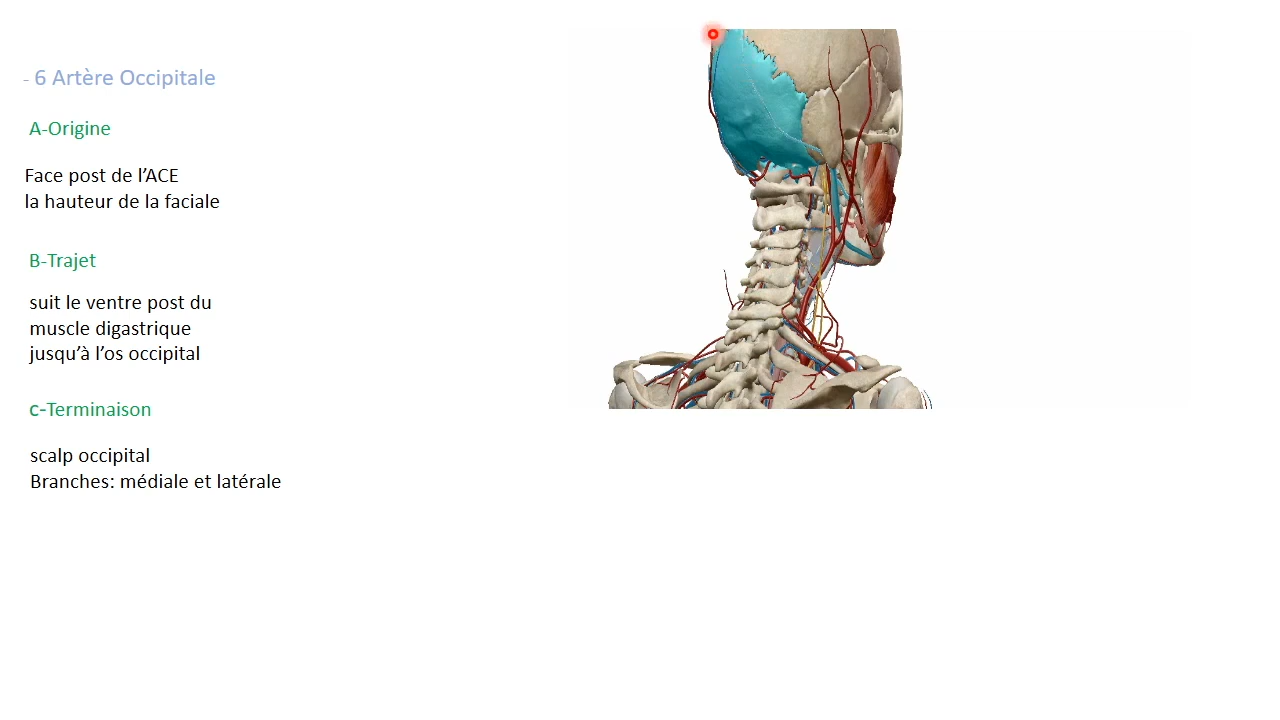 - 6 Artère Occipitale
A-Origine
Face post de l’ACE
la hauteur de la faciale
B-Trajet
suit le ventre post du
muscle digastrique
jusqu’à l’os occipital
c-Terminaison
scalp occipital
Branches: médiale et latérale